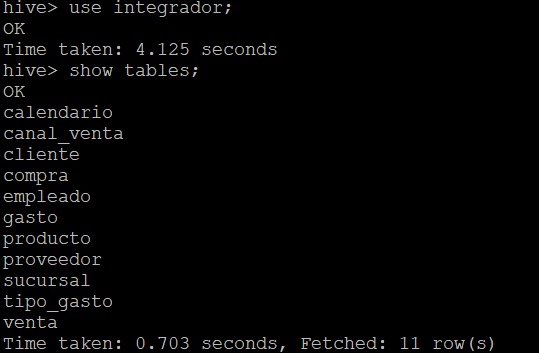 hive> use integrador;
OK
Time taken: 4.125 seconds
hive> show tables;
OK
calendario
canal_venta
cliente
compra
empleado
gasto
producto
proveedor
sucursal
tipo_gasto
venta
Time taken: 0.703 seconds, Fetched: 11 row(s)